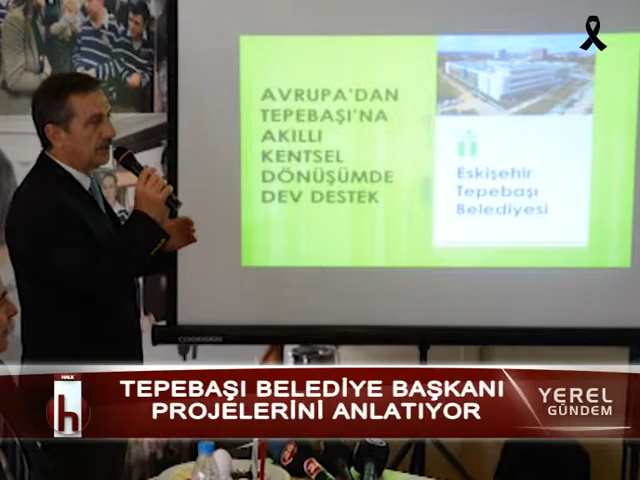 AVRUPA'DAN
TEPEBAŞI'NA
AKILLI
KENTSEL
DÖNÜŞÜMDE
DEV DESTEK
Eskişehir
Tepebaşı
Belediyesi
HALK
h
TEPEBAŞI BELEDİYE BAŞKANI
PROJELERİNİ ANLATIYOR
YEREL
GÜNDEM